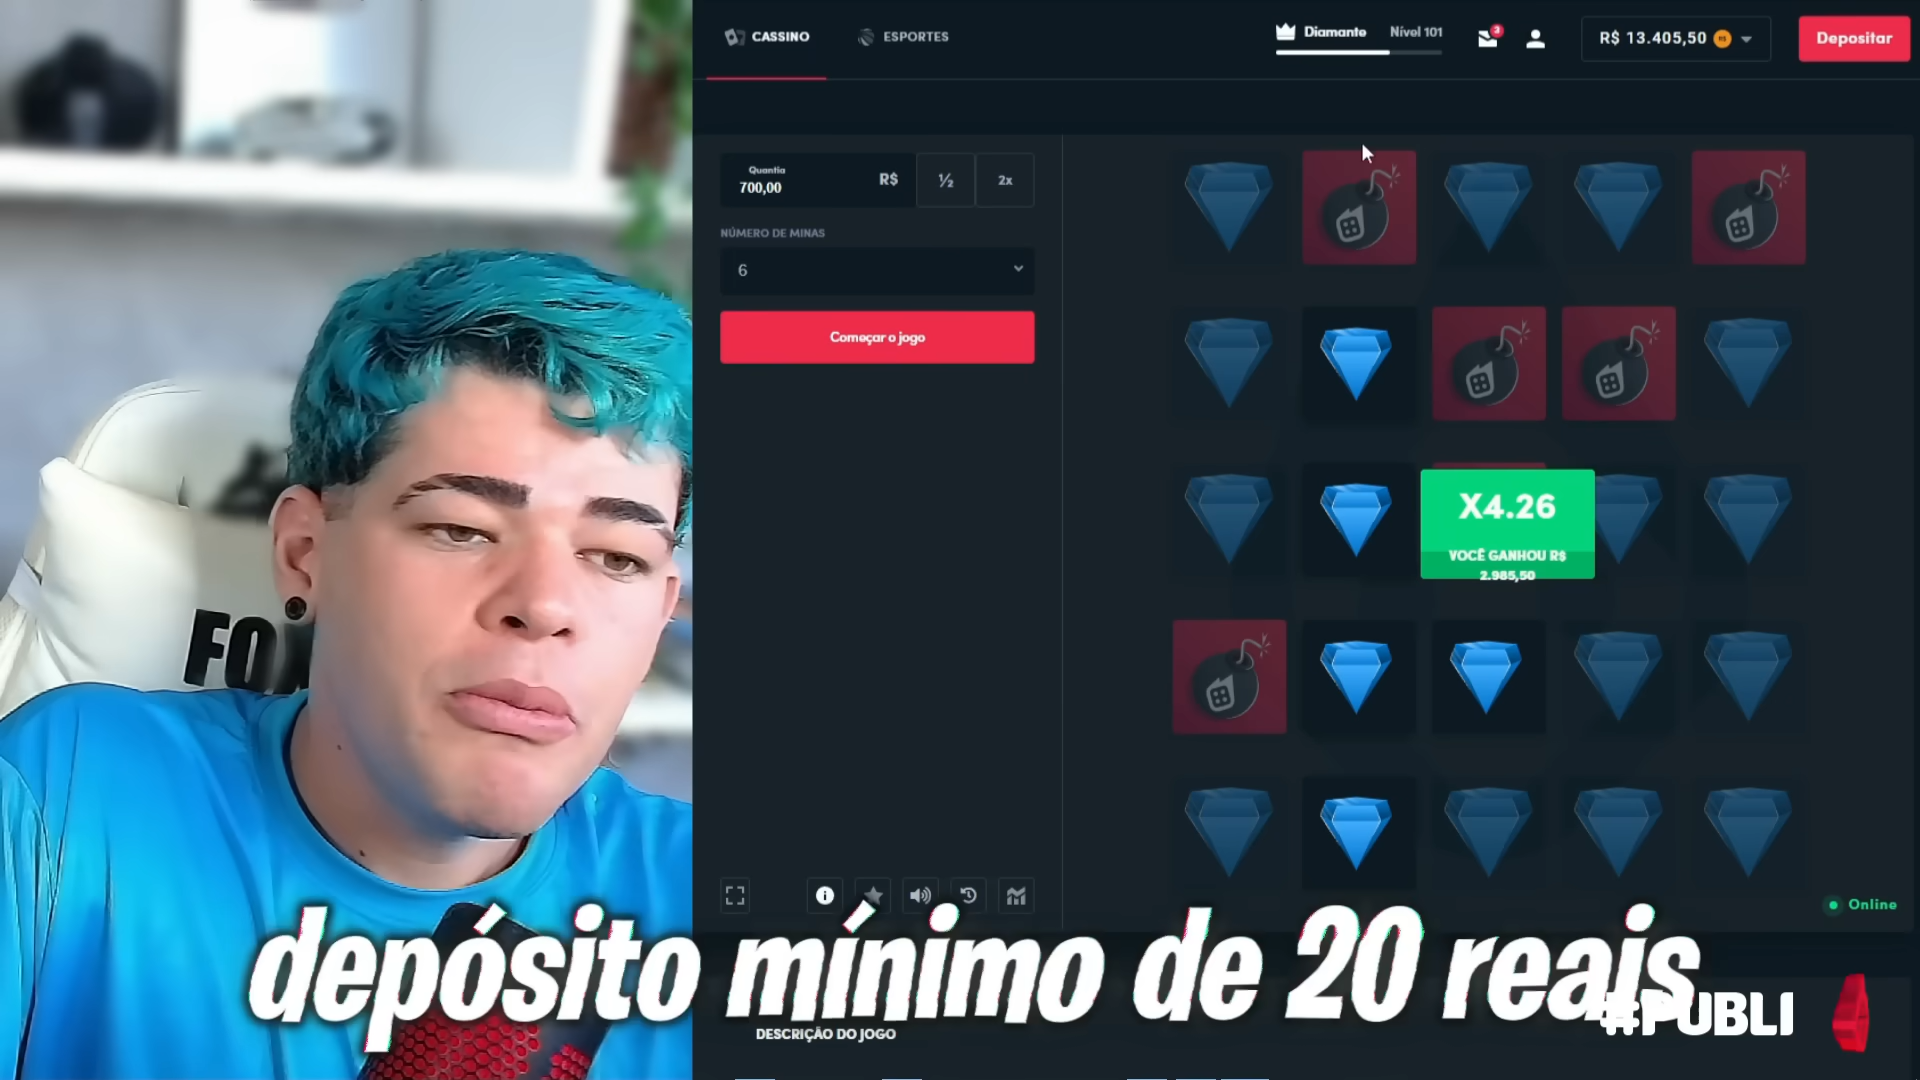 CASSINO
ESPORTES
Diamante
Nível 101
3
R$ 13.405,50
Depositar
Quantia
700,00
R$
½
2x
NÚMERO DE MINAS
6
Começar o jogo
X4.26
VOCÊ GANHOU R$
2.985,50
Online
depósito mínimo de 20 reais
#PUBLI
DESCRIÇÃO DO JOGO